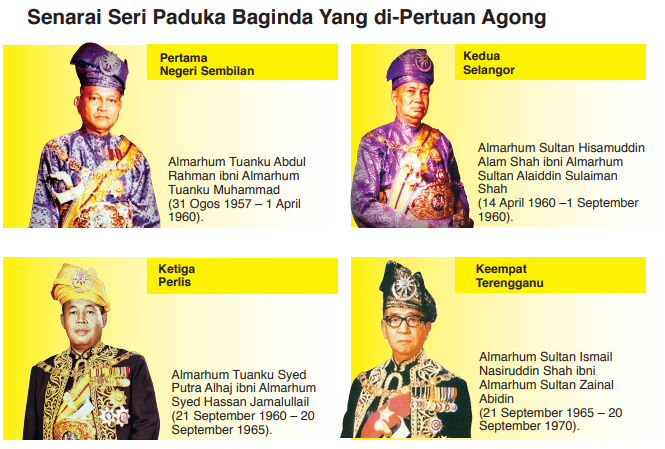 Senarai Seri Paduka Baginda Yang di-Pertuan Agong
Pertama
Negeri Sembilan
Almarhum Tuanku Abdul
Rahman ibni Almarhum
Tuanku Muhammad
(31 Ogos 1957 – 1 April
1960).
Kedua
Selangor
Almarhum Sultan Hisamuddin
Alam Shah ibni Almarhum
Sultan Alaiddin Sulaiman
Shah
(14 April 1960 –1 September
1960).
Ketiga
Perlis
Almarhum Tuanku Syed
Putra Alhaj ibni Almarhum
Syed Hassan Jamalullail
(21 September 1960 – 20
September 1965).
Keempat
Terengganu
Almarhum Sultan Ismail
Nasiruddin Shah ibni
Almarhum Sultan Zainal
Abidin
(21 September 1965 – 20
September 1970).